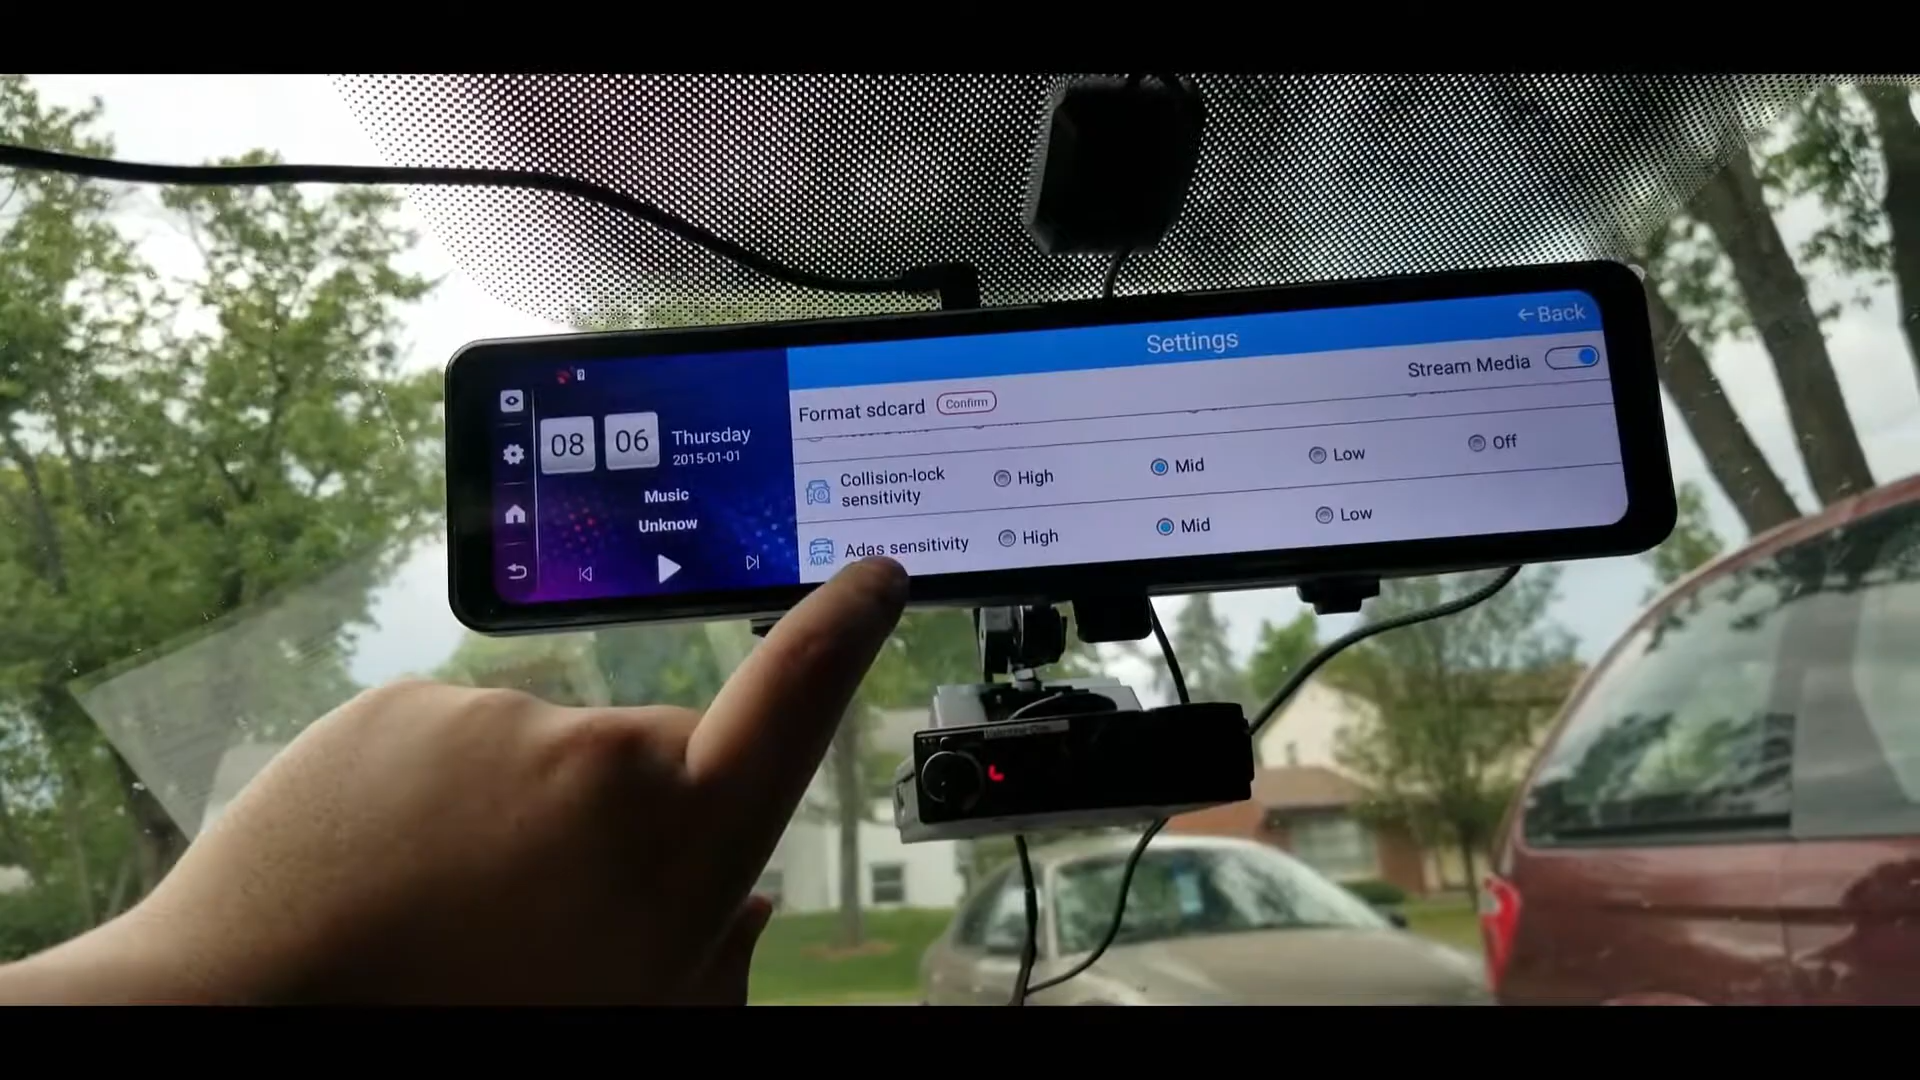 Settings
←Back
Format sdcard Confirm
Stream Media
08 06 Thursday
2015-01-01
Music
Unknow
Collision-lock
sensitivity
High Mid Low Off
ADAS
Adas sensitivity
High Mid Low